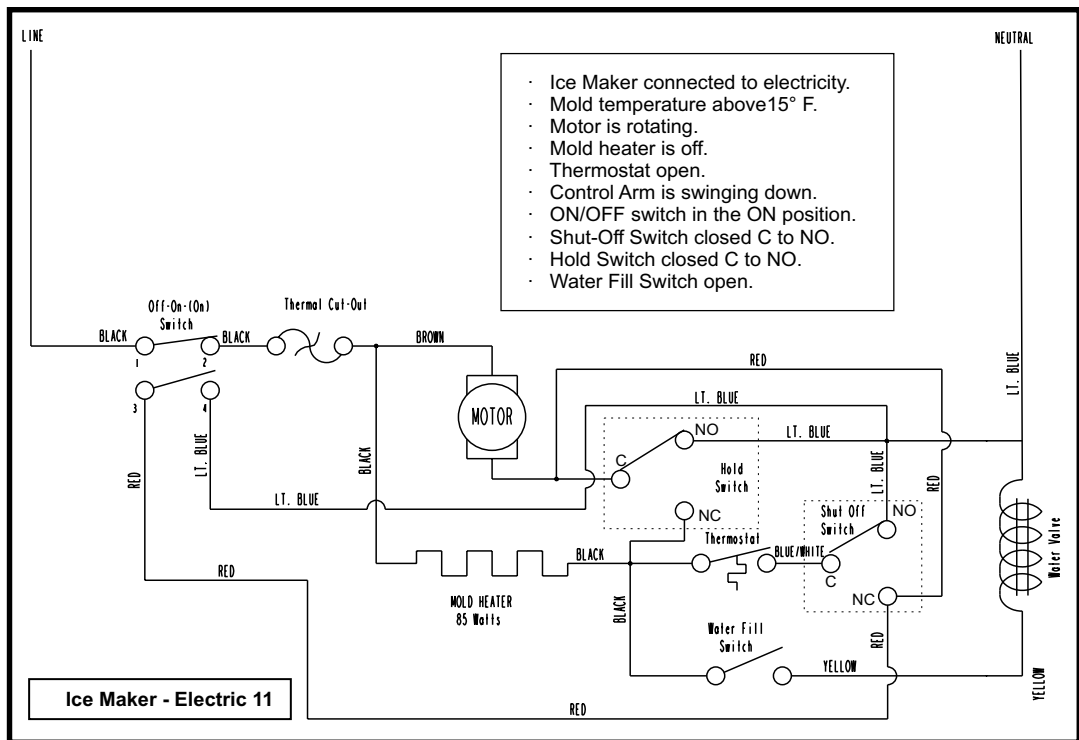 LINE
NEUTRAL
· Ice Maker connected to electricity.
· Mold temperature above15° F.
· Motor is rotating.
· Mold heater is off.
· Thermostat open.
· Control Arm is swinging down.
· ON/OFF switch in the ON position.
· Shut-Off Switch closed C to NO.
· Hold Switch closed C to NO.
· Water Fill Switch open.
Off-On-(On)
Switch
Thermal Cut-Out
BLACK
BLACK
BROWN
1
2
3
4
RED
LT. BLUE
LT. BLUE
BLACK
MOTOR
RED
LT. BLUE
LT. BLUE
LT. BLUE
C
NO
Hold
Switch
NC
LT. BLUE
RED
Shut Off
Switch
NO
C
NC
Thermostat
BLUE/WHITE
BLACK
MOLD HEATER
85 Watts
BLACK
RED
Water Fill
Switch
YELLOW
RED
Water Valve
YELLOW
RED
Ice Maker - Electric 11